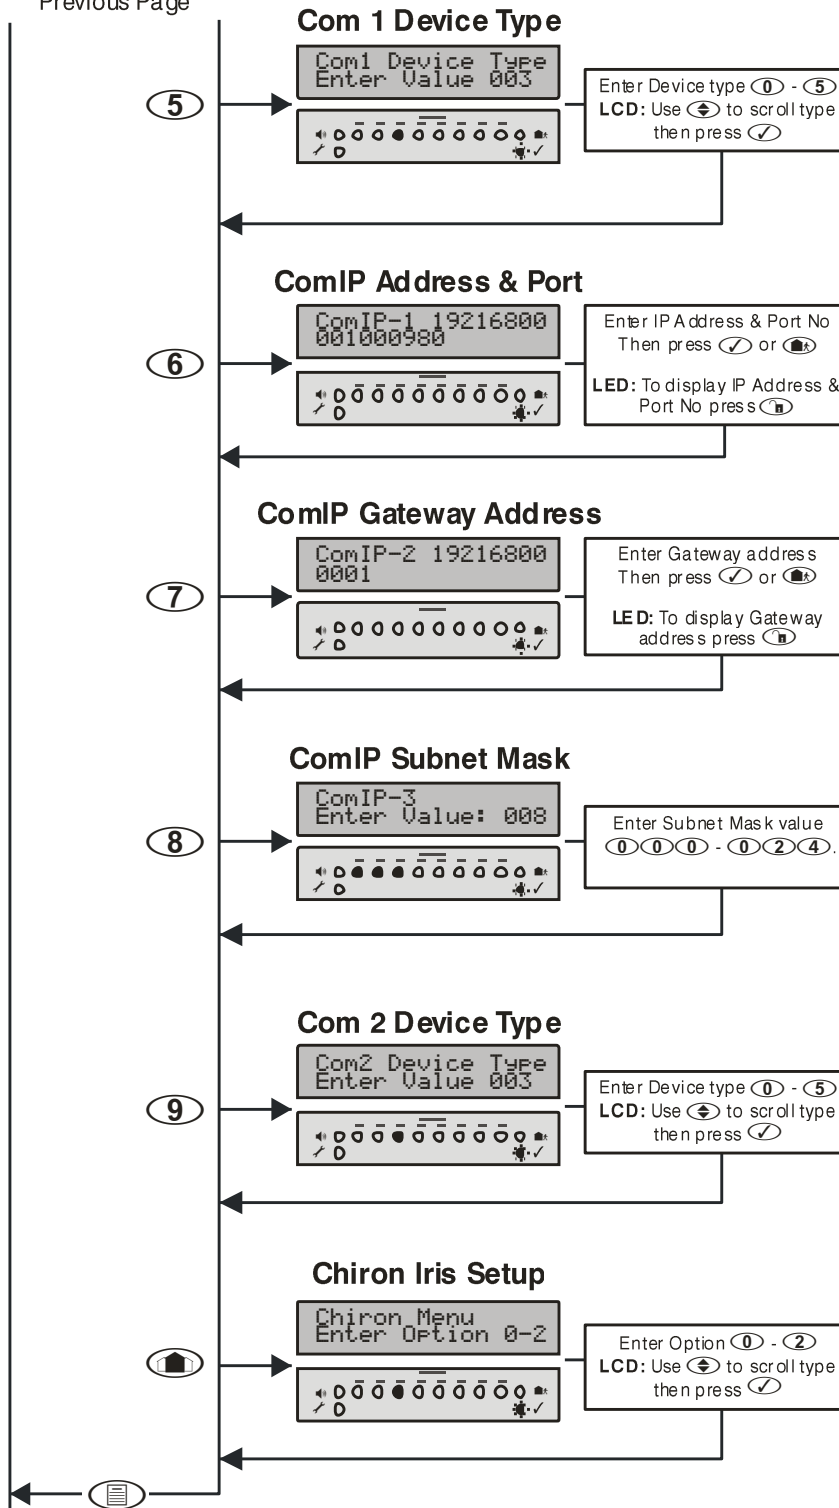 Previous Page
Com 1 Device Type
Com1 Device Type
Enter Value 003
5
Enter Device type 0 - 5
LCD: Use to scroll type
then press
ComIP Address & Port
ComIP-1 19216800
001000980
6
Enter IP Address & Port No
Then press or
LED: To display IP Address &
Port No press
ComIP Gateway Address
ComIP-2 19216800
0001
7
Enter Gateway address
Then press or
LED: To display Gateway
address press
ComIP Subnet Mask
ComIP-3
Enter Value: 008
8
Enter Subnet Mask value
000 - 024.
Com 2 Device Type
Com2 Device Type
Enter Value 003
9
Enter Device type 0 - 5
LCD: Use to scroll type
then press
Chiron Iris Setup
Chiron Menu
Enter Option 0-2
Enter Option 0 - 2
LCD: Use to scroll type
then press